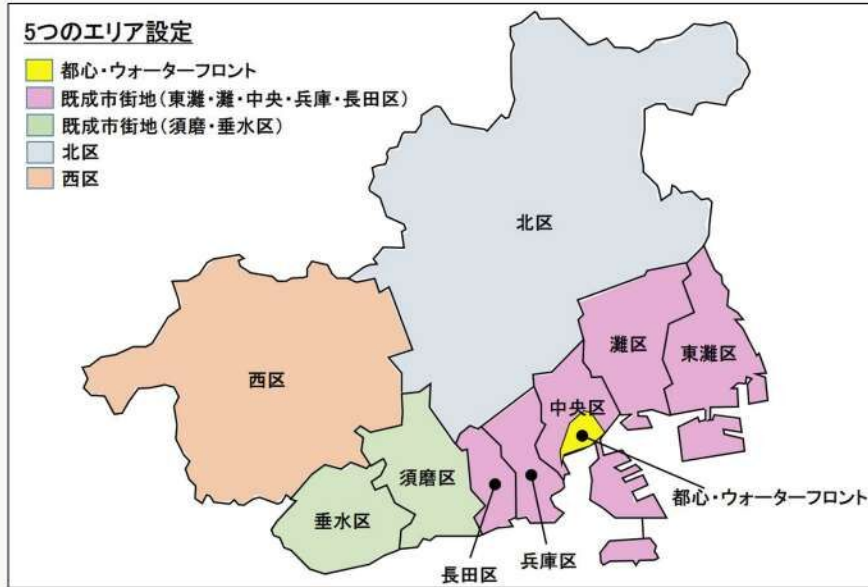 5つのエリア設定
都心・ウォーターフロント
既成市街地（東灘・灘・中央・兵庫・長田区）
既成市街地（須磨・垂水区）
北区
西区
北区
灘区
東灘区
西区
中央区
須磨区
都心・ウォーターフロント
垂水区
兵庫区
長田区